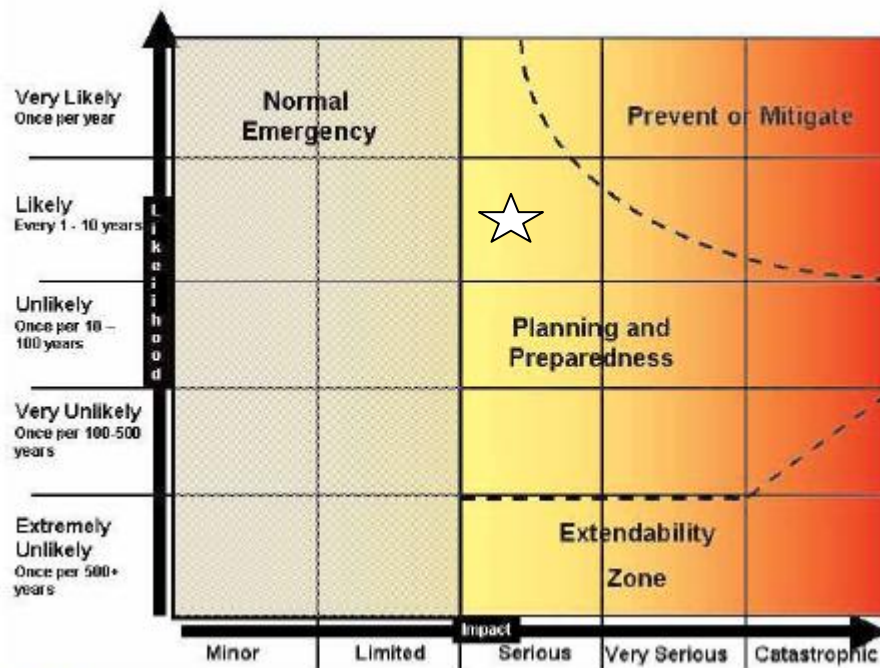 Very Likely
Once per year
Normal
Emergency
Prevent or Mitigate
Likely
Every 1 - 10 years
Likelihood
Unlikely
Once per 10 –
100 years
Planning and
Preparedness
Very Unlikely
Once per 100-500
years
Extremely
Unlikely
Once per 500+
years
Extendability
Zone
Impact
Minor
Limited
Serious
Very Serious
Catastrophic